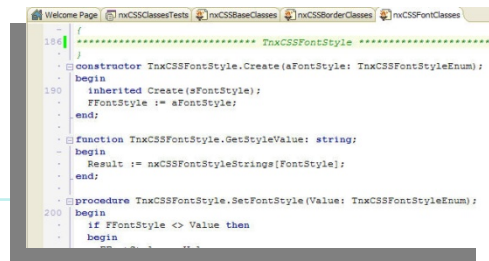 Welcome Page nxCSSClassesTests nxCSSBaseClasses nxCSSBorderClasses nxCSSFontClasses
{
186 **************************** TnxCSSFontStyle **********************
}
constructor TnxCSSFontStyle.Create(aFontStyle: TnxCSSFontStyleEnum);
begin
190 inherited Create(sFontStyle);
FFontStyle := aFontStyle;
end;
function TnxCSSFontStyle.GetStyleValue: string;
begin
Result := nxCSSFontStyleStrings[FontStyle];
end;
procedure TnxCSSFontStyle.SetFontStyle(Value: TnxCSSFontStyleEnum);
200 begin
if FFontStyle <> Value then
begin